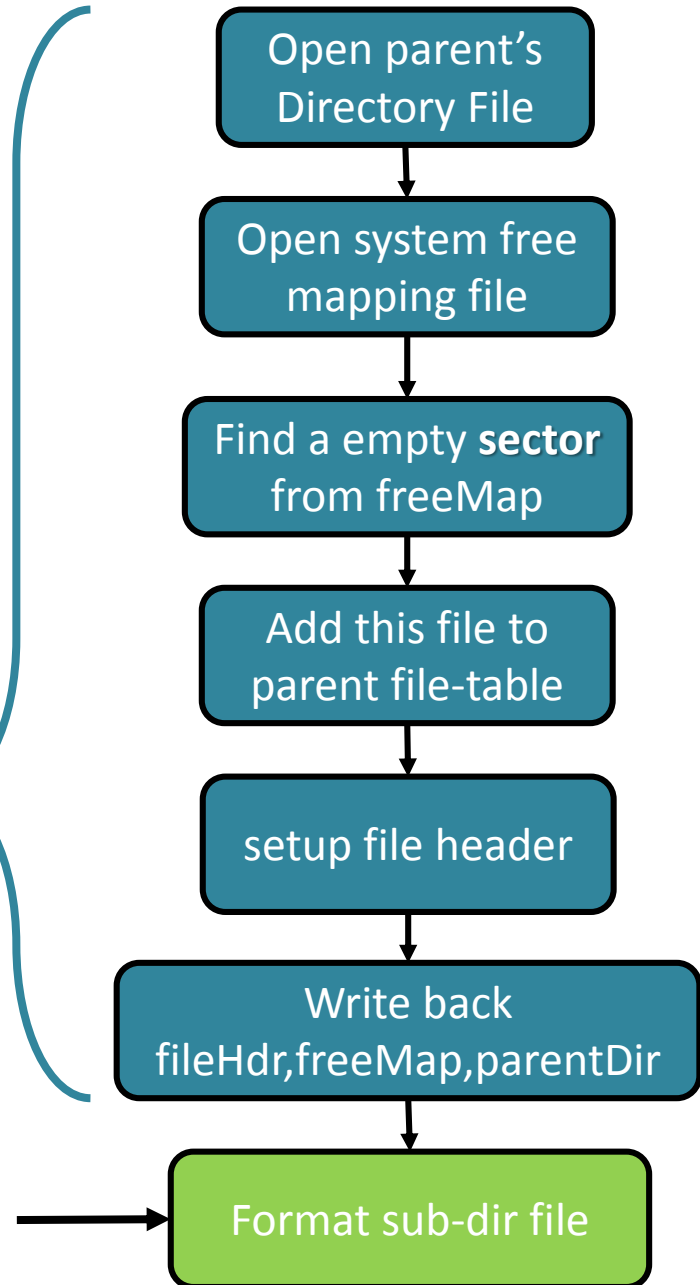 Open parent’s
Directory File
Open system free
mapping file
Find a empty sector
from freeMap
Add this file to
parent file-table
setup file header
Write back
fileHdr,freeMap,parentDir
Format sub-dir file